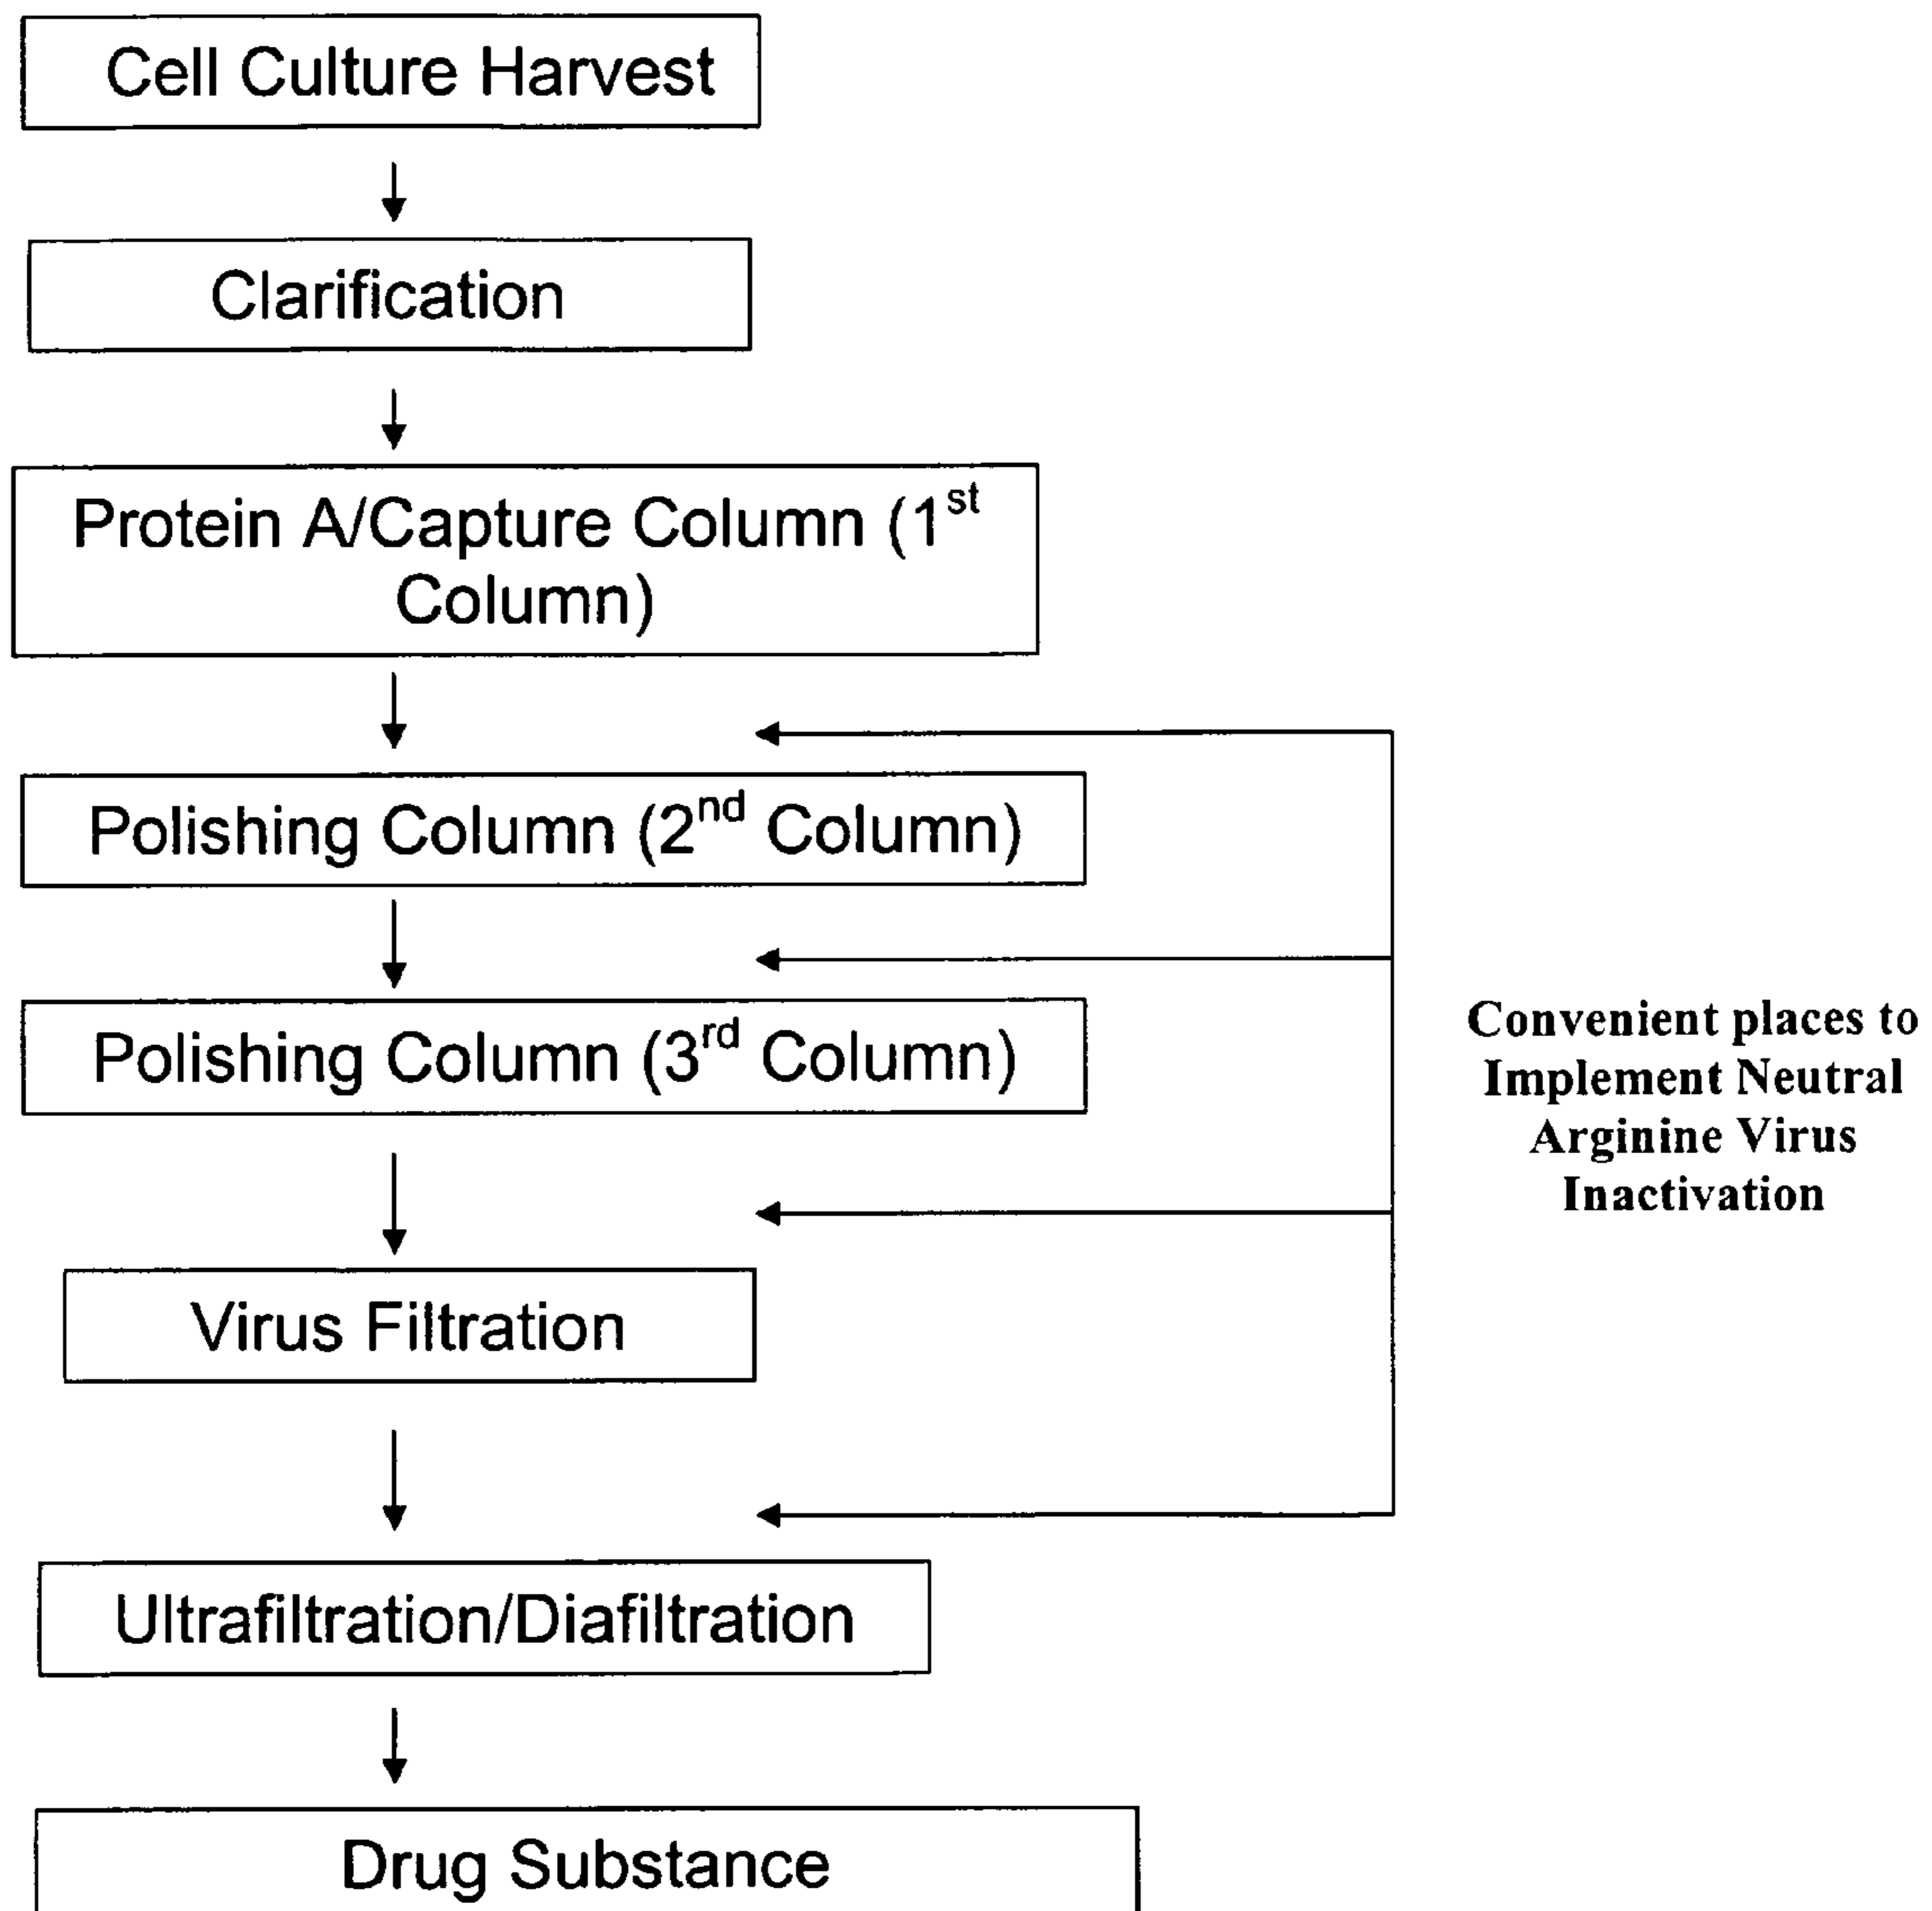 Cell Culture Harvest
Clarification
Protein A/Capture Column (1st
Column)
Polishing Column (2nd Column)
Polishing Column (3rd Column)
Convenient places to
Implement Neutral
Arginine Virus
Inactivation
Virus Filtration
Ultrafiltration/Diafiltration
Drug Substance